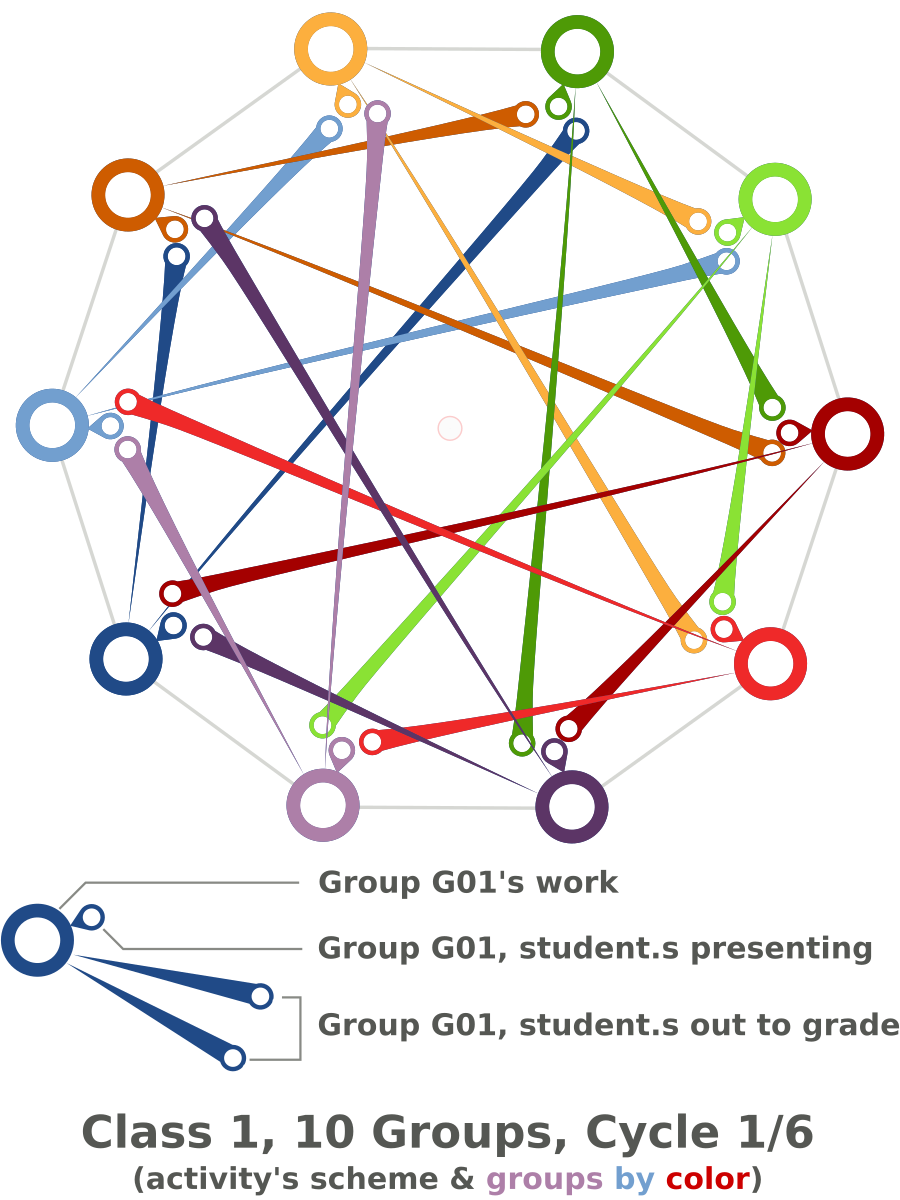 Group G01's work
Group G01, student.s presenting
Group G01, student.s out to grade
Class 1, 10 Groups, Cycle 1/6
(activity's scheme & groups by color)